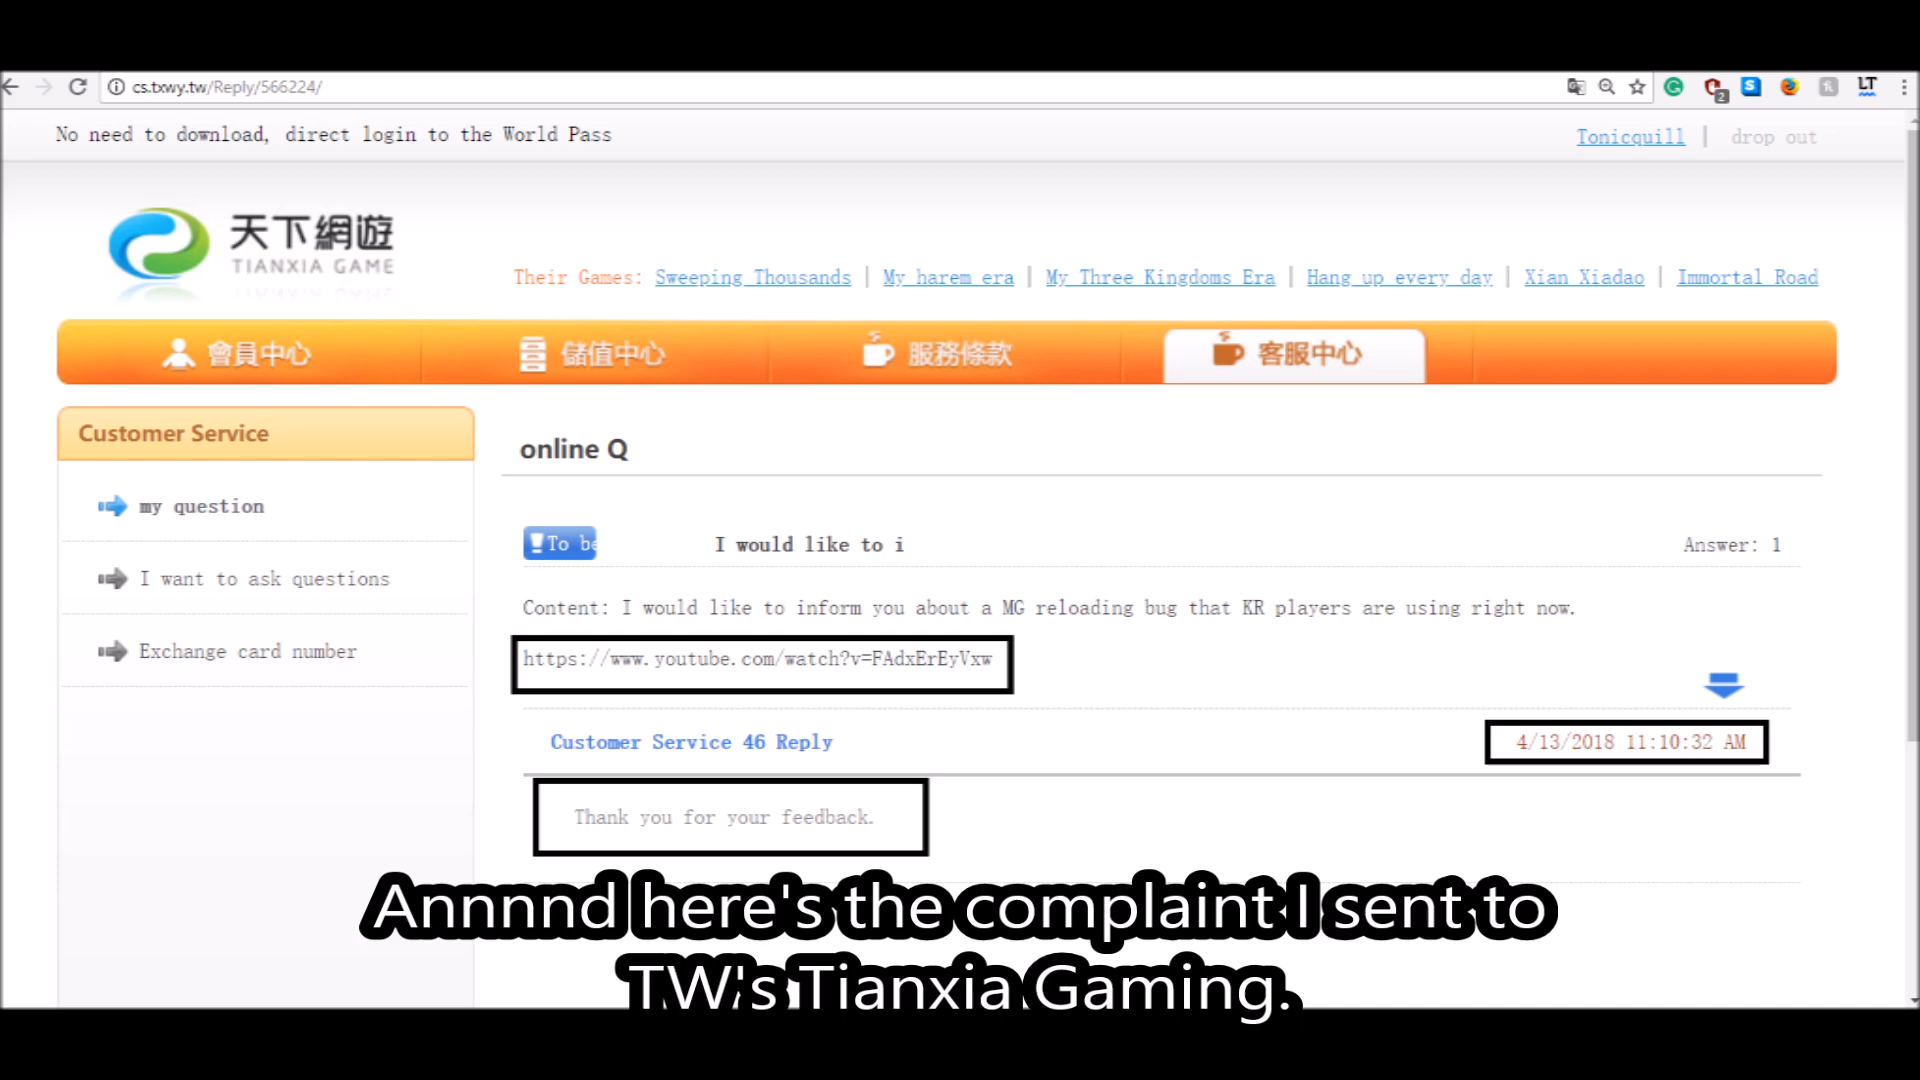 cs.txwy.tw/Reply/566224/
2
S
LT
No need to download, direct login to the World Pass
Tonicquill | drop out
天下網遊
TIANXIA GAME
Their Games: Sweeping Thousands | My harem era | My Three Kingdoms Era | Hang up every day | Xian Xiadao | Immortal Road
會員中心
儲值中心
服務條款
客服中心
Customer Service
my question
I want to ask questions
Exchange card number
online Q
To be
I would like to i
Answer: 1
Content: I would like to inform you about a MG reloading bug that KR players are using right now.
https://www.youtube.com/watch?v=FAdxErEyVxw
Customer Service 46 Reply
4/13/2018 11:10:32 AM
Thank you for your feedback.
Annnnd here's the complaint I sent to
TW's Tianxia Gaming.